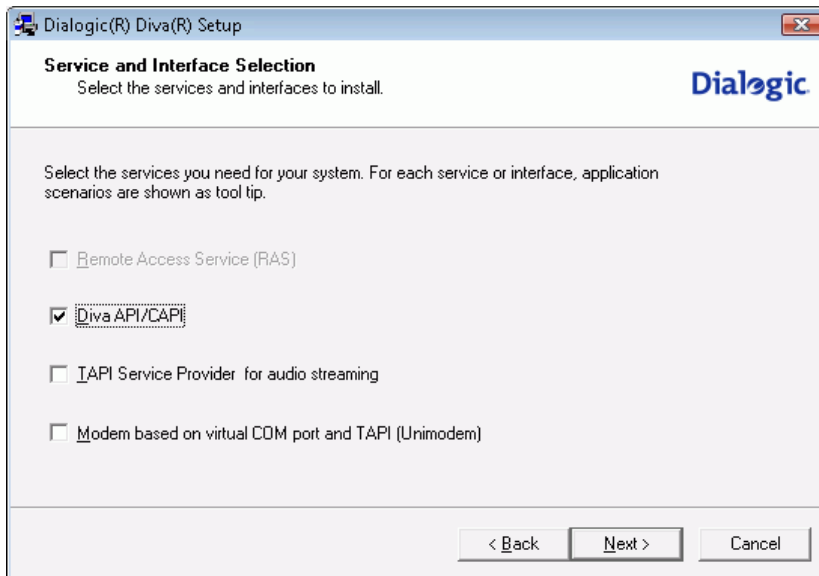 Dialogic(R) Diva(R) Setup
Service and Interface Selection
Select the services and interfaces to install.
Dialogic
Select the services you need for your system. For each service or interface, application
scenarios are shown as tool tip.
Remote Access Service (RAS)
Diva API/CAPI
TAPI Service Provider for audio streaming
Modem based on virtual COM port and TAPI (Unimodem)
< Back
Next >
Cancel